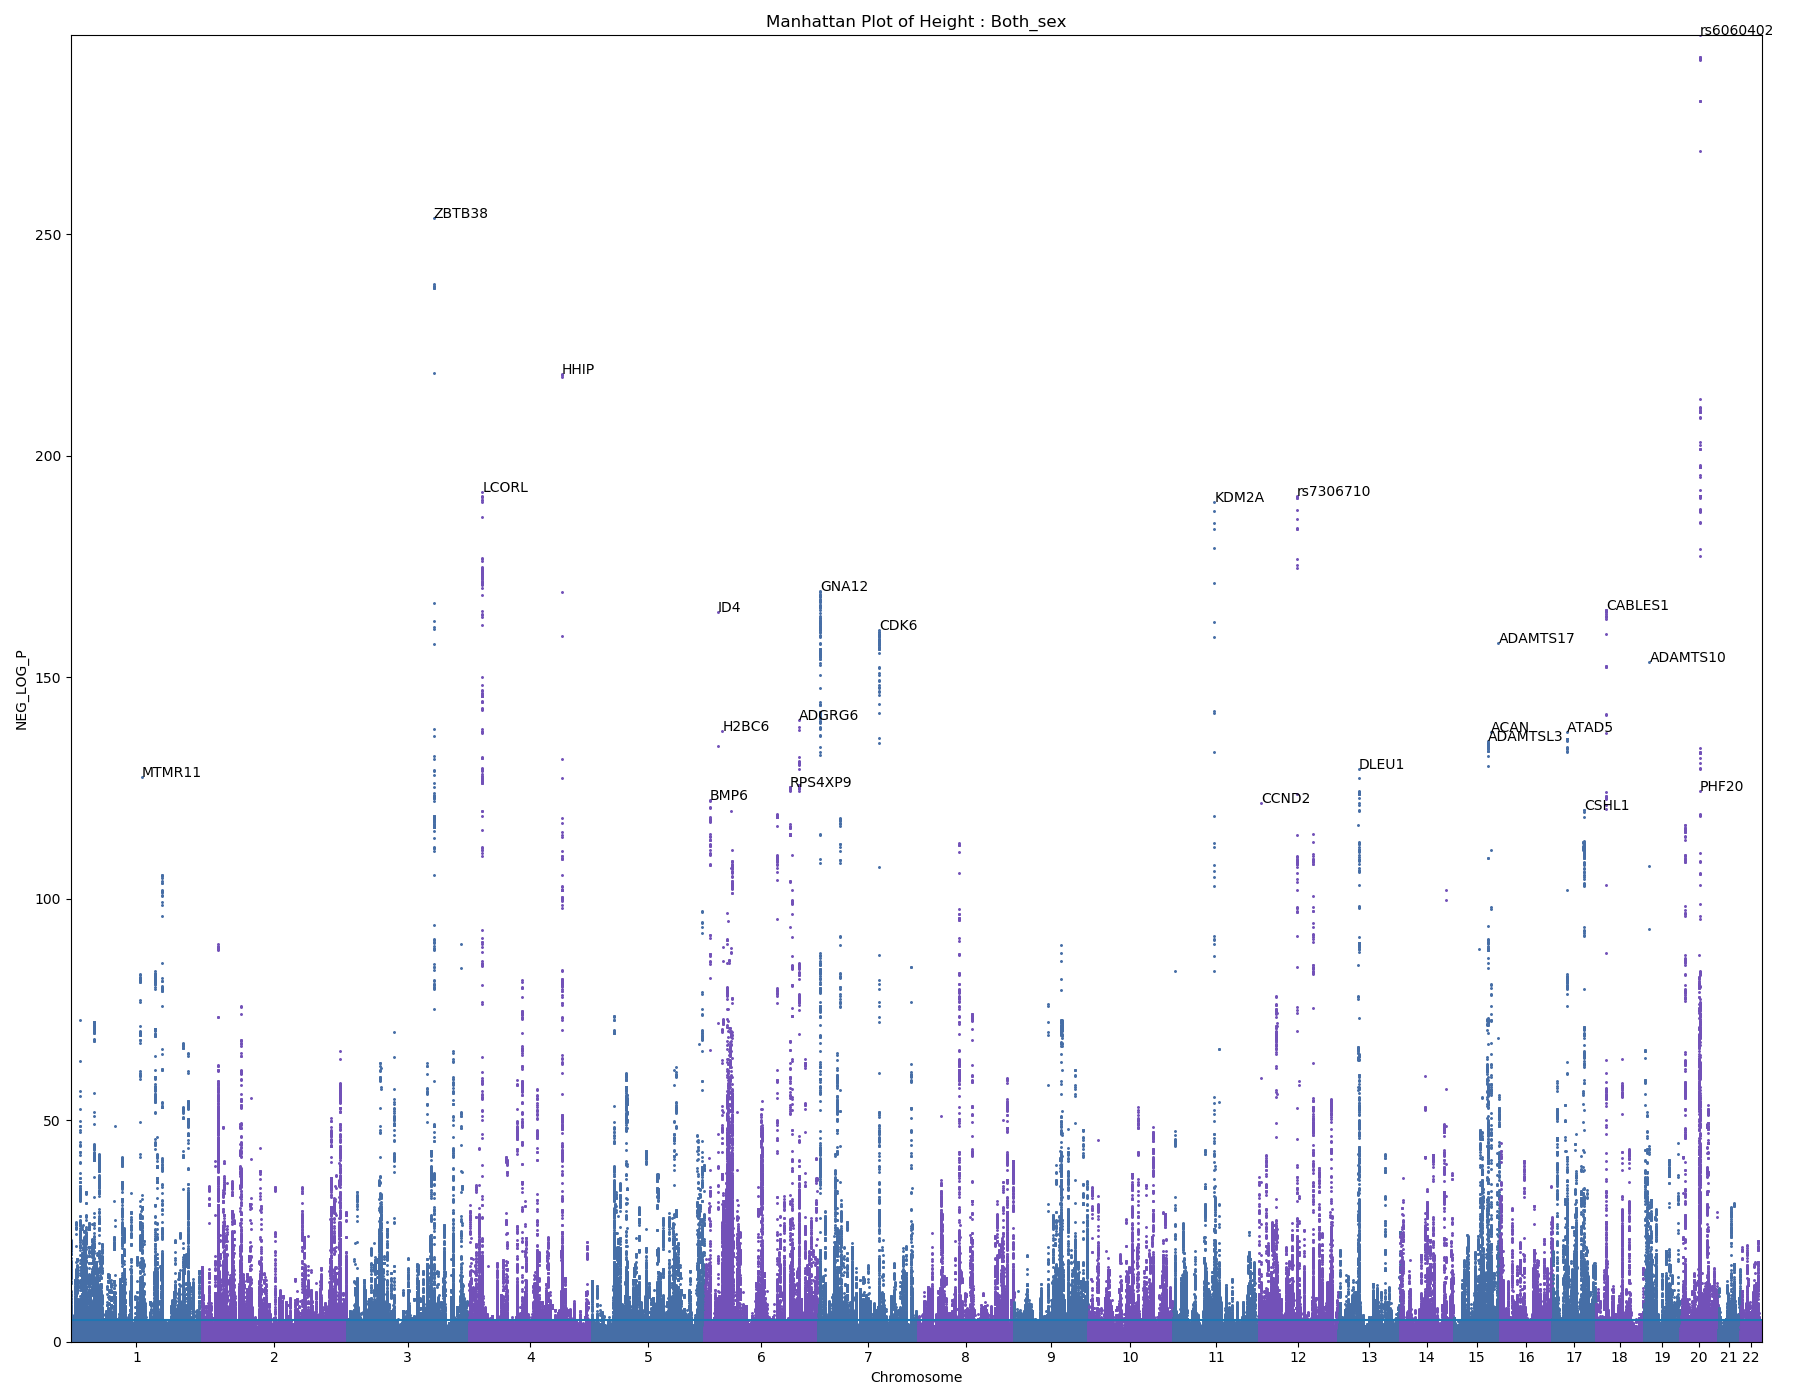 Manhattan Plot of Height : Both_sex
rs6060402
ZBTB38
HHIP
LCORL
rs7306710
KDM2A
GNA12
CABLES1
JD4
CDK6
ADAMTS17
ADAMTS10
ADGRG6
H2BC6
ACAN
ATAD5
ADAMTSL3
DLEU1
MTMR11
RPS4XP9
PHF20
BMP6
CCND2
CSHL1
250
200
150
100
50
0
NEG_LOG_P
1 2 3 4 5 6 7 8 9 10 11 12 13 14 15 16 17 18 19 20 21 22
Chromosome